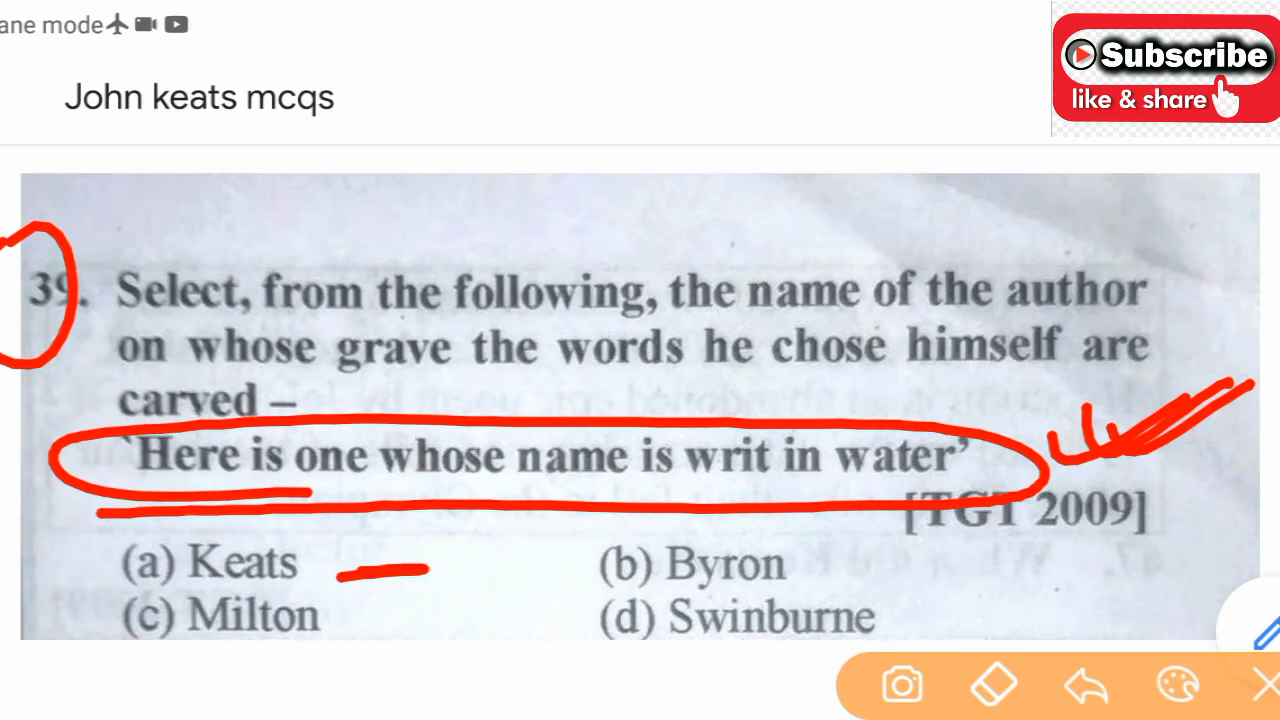 ane mode
Subscribe
like & share
John keats mcqs
39. Select, from the following, the name of the author
on whose grave the words he chose himself are
carved –
`Here is one whose name is writ in water’
[TGT 2009]
(a) Keats (b) Byron
(c) Milton (d) Swinburne